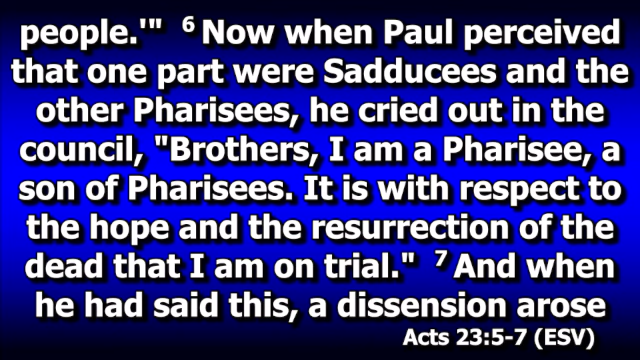 people.'" 6 Now when Paul perceived
that one part were Sadducees and the
other Pharisees, he cried out in the
council, "Brothers, I am a Pharisee, a
son of Pharisees. It is with respect to
the hope and the resurrection of the
dead that I am on trial." 7 And when
he had said this, a dissension arose
Acts 23:5-7 (ESV)